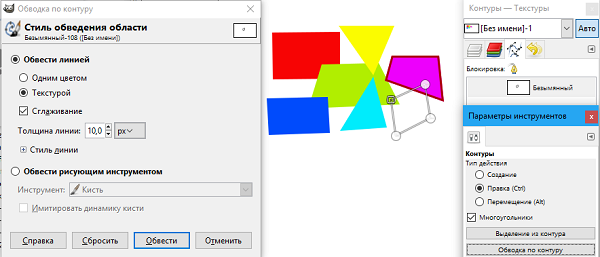 Обводка по контуру
Стиль обведения области
Безымянный-108 ([Без имени])
Обвести линией
Одним цветом
Текстурой
Сглаживание
Толщина линии: 10,0 px
Стиль линии
Обвести рисующим инструментом
Инструмент: Кисть
Имитировать динамику кисти
Справка Сбросить Обвести Отменить
Контуры — Текстуры
[Без имени]-1 Авто
Блокировка:
Безымянный
Параметры инструментов
Контуры
Тип действия
Создание
Правка (Ctrl)
Перемещение (Alt)
Многоугольники
Выделение из контура
Обводка по контуру